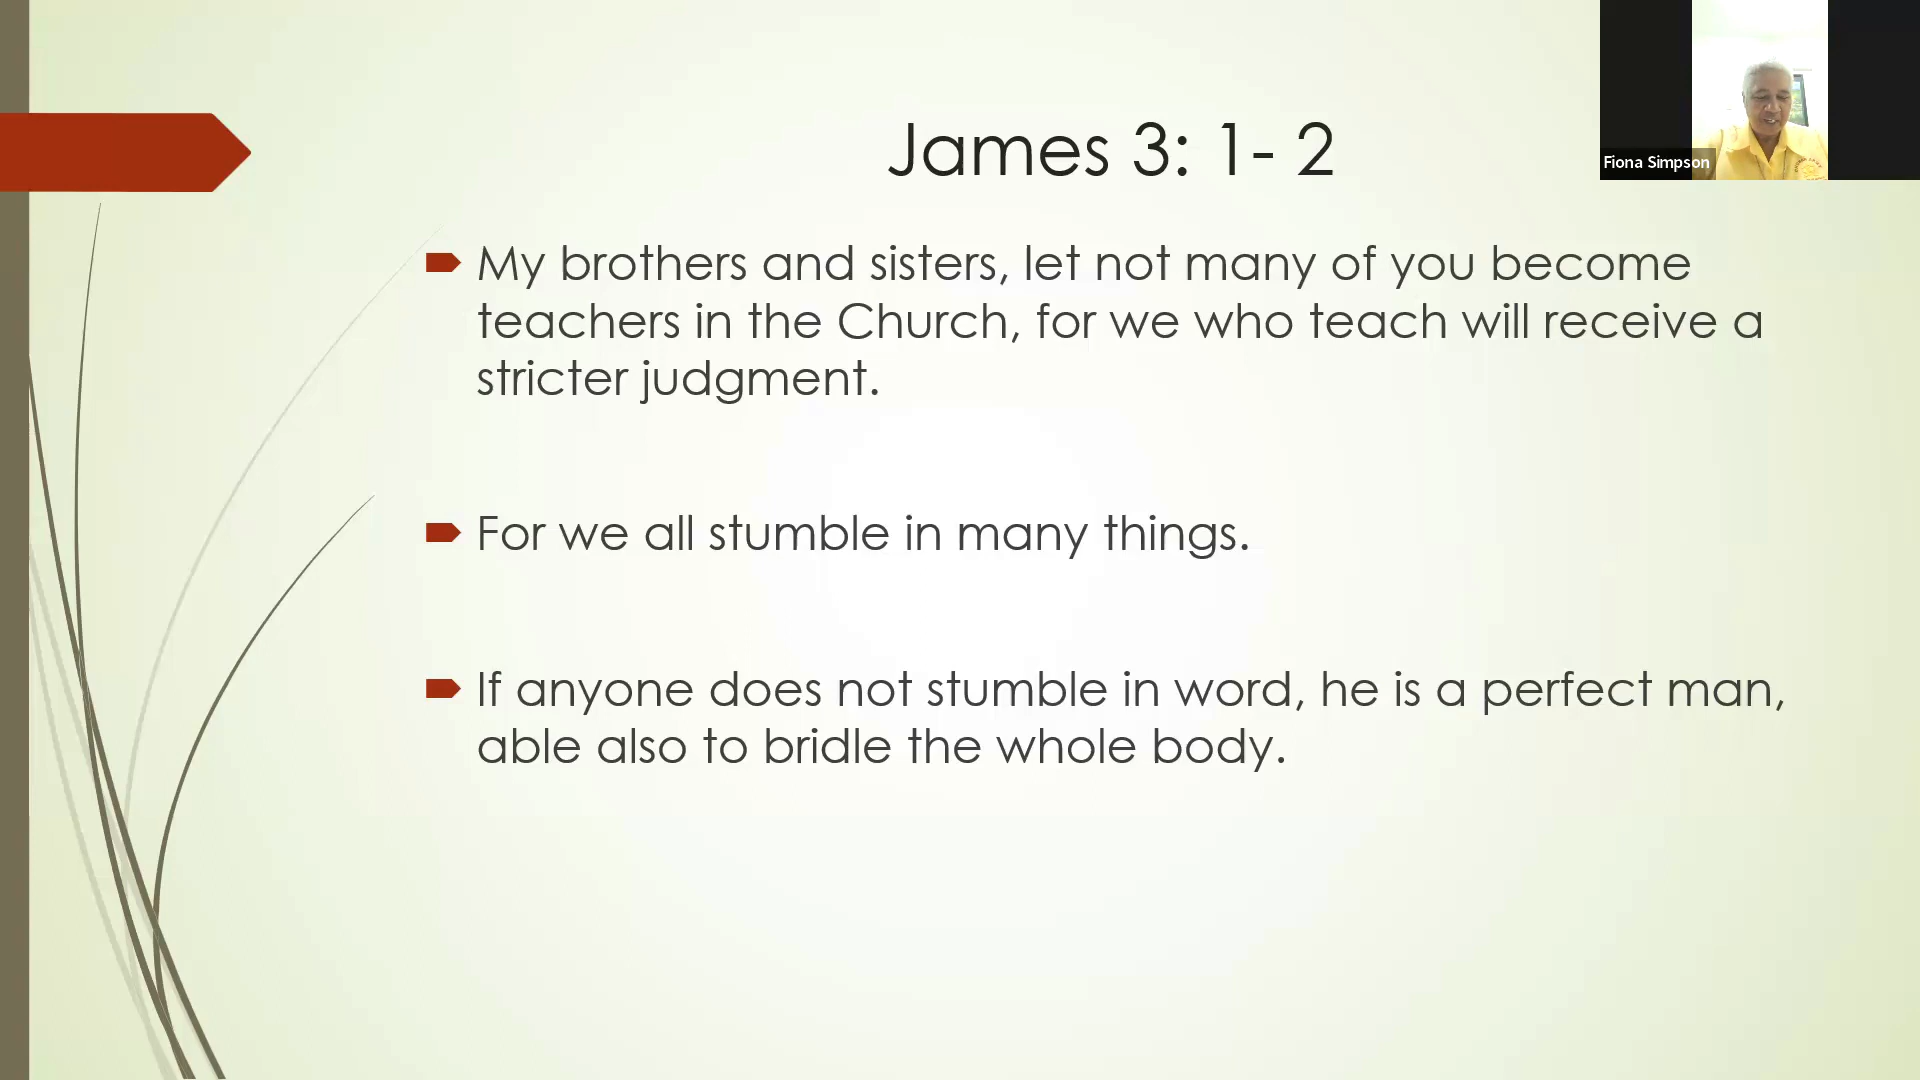 James 3: 1- 2
Fiona Simpson
My brothers and sisters, let not many of you become
teachers in the Church, for we who teach will receive a
stricter judgment.
For we all stumble in many things.
If anyone does not stumble in word, he is a perfect man,
able also to bridle the whole body.